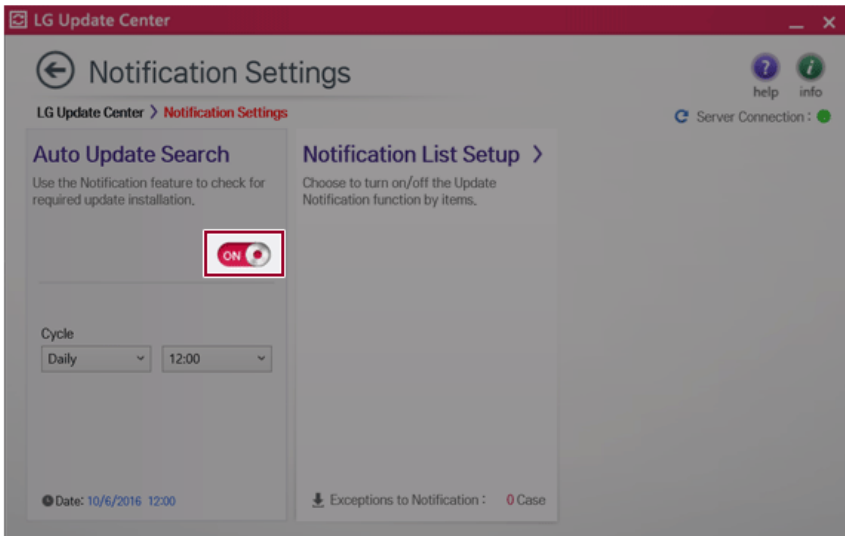 LG Update Center
Notification Settings
help
info
LG Update Center > Notification Settings
Server Connection :
Auto Update Search
Use the Notification feature to check for
required update installation.
ON
Cycle
Daily
12:00
Date: 10/6/2016 12:00
Notification List Setup >
Choose to turn on/off the Update
Notification function by items.
Exceptions to Notification : 0 Case